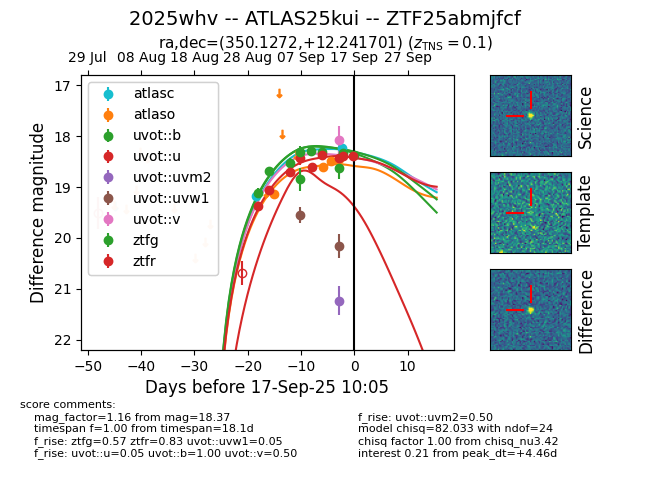 2025whv -- ATLAS25kui -- ZTF25abmjfcf
ra,dec=(350.1272,+12.241701) (z_TNS = 0.1)
29 Jul 08 Aug 18 Aug 28 Aug 07 Sep 17 Sep 27 Sep
17
18
19
20
21
22
Difference magnitude
atlasc
atlaso
uvot::b
uvot::u
uvot::uvm2
uvot::uvw1
uvot::v
ztfg
ztfr
−50 −40 −30 −20 −10 0 10
Days before 17-Sep-25 10:05
Science
Template
Difference
score comments:
mag_factor=1.16 from mag=18.37
timespan f=1.00 from timespan=18.1d
f_rise: ztfg=0.57 ztfr=0.83 uvot::uvw1=0.05
f_rise: uvot::u=0.05 uvot::b=1.00 uvot::v=0.50
f_rise: uvot::uvm2=0.50
model chisq=82.033 with ndof=24
chisq factor 1.00 from chisq_nu3.42
interest 0.21 from peak_dt=+4.46d